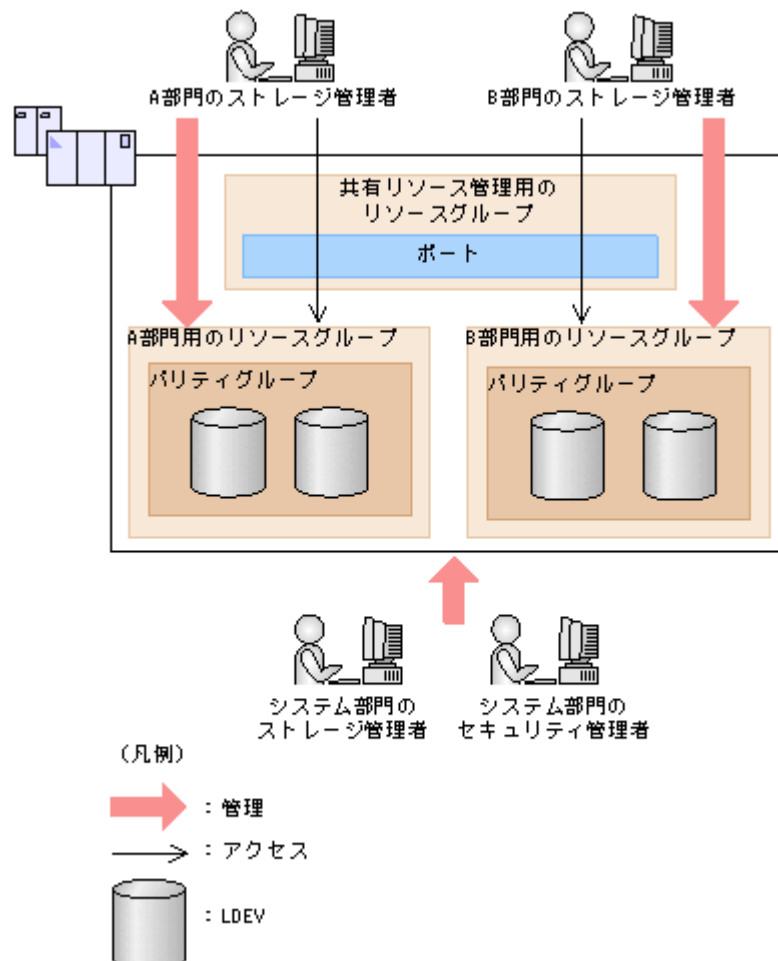 A部門のストレージ管理者
B部門のストレージ管理者
共有リソース管理用の
リソースグループ
ポート
A部門用のリソースグループ
B部門用のリソースグループ
パリティグループ
パリティグループ
システム部門の
ストレージ管理者
システム部門の
セキュリティ管理者
(凡例)
:管理
:アクセス
:LDEV